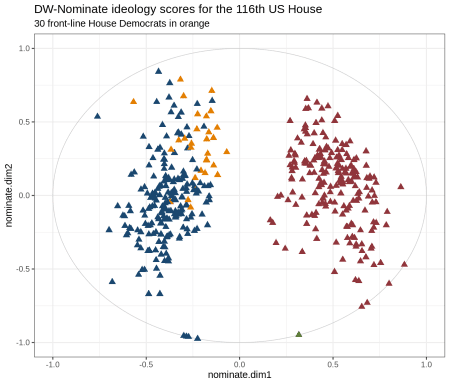 DW-Nominate ideology scores for the 116th US House
30 front-line House Democrats in orange
1.0
0.5
0.0
-0.5
-1.0
nominate.dim2
-1.0
-0.5
0.0
0.5
1.0
nominate.dim1